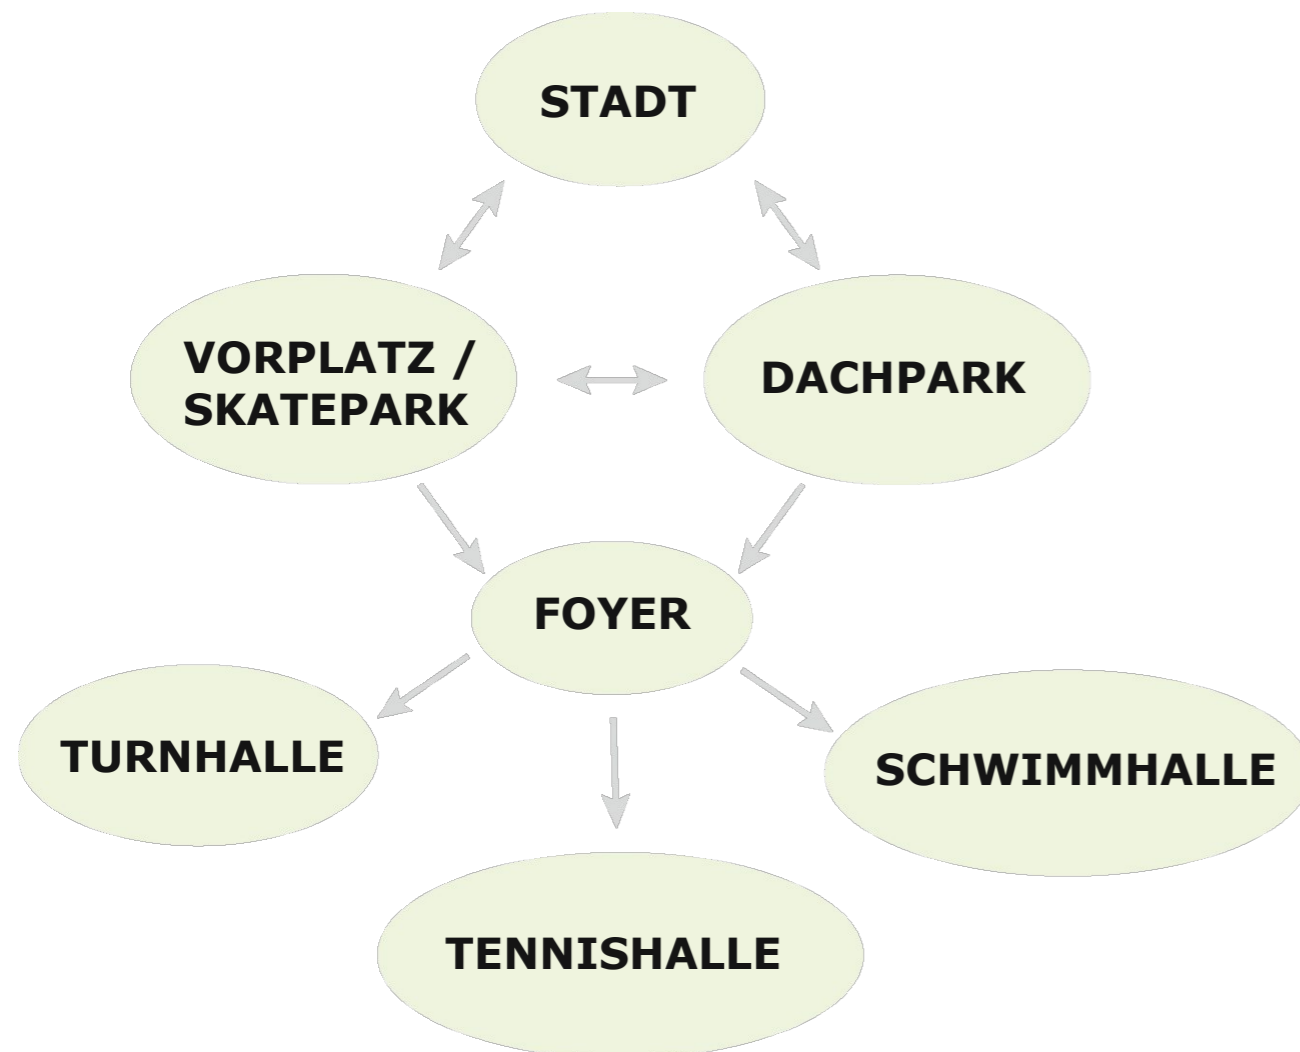 STADT
VORPLATZ /
SKATEPARK
DACHPARK
FOYER
TURNHALLE
SCHWIMMHALLE
TENNISHALLE